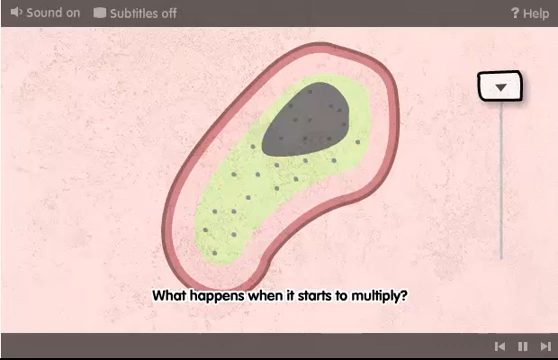 Sound on Subtitles off ? Help
What happens when it starts to multiply?